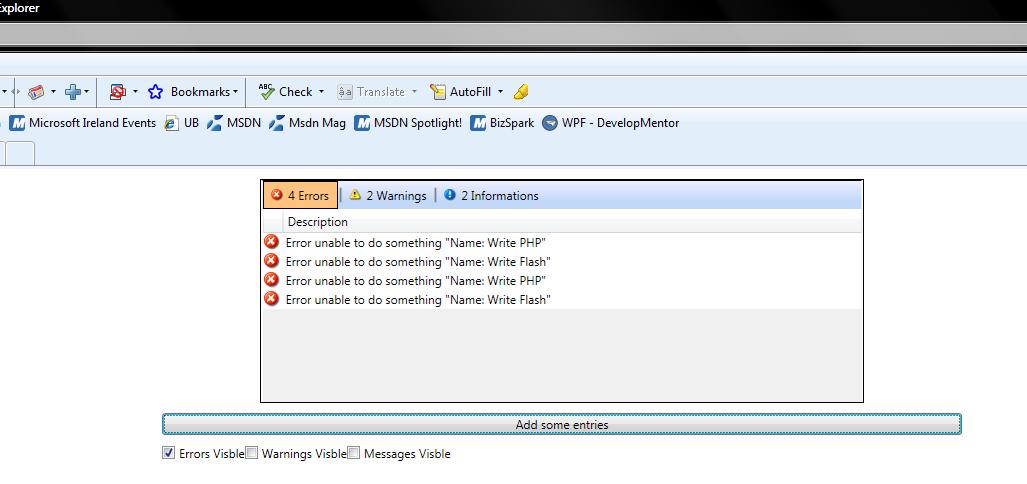 Explorer
Bookmarks ABC Check Translate AutoFill
Microsoft Ireland Events UB MSDN Msdn Mag MSDN Spotlight! BizSpark WPF - DevelopMentor
4 Errors 2 Warnings 2 Informations
Description
Error unable to do something "Name: Write PHP"
Error unable to do something "Name: Write Flash"
Error unable to do something "Name: Write PHP"
Error unable to do something "Name: Write Flash"
Add some entries
Errors Visble Warnings Visble Messages Visble